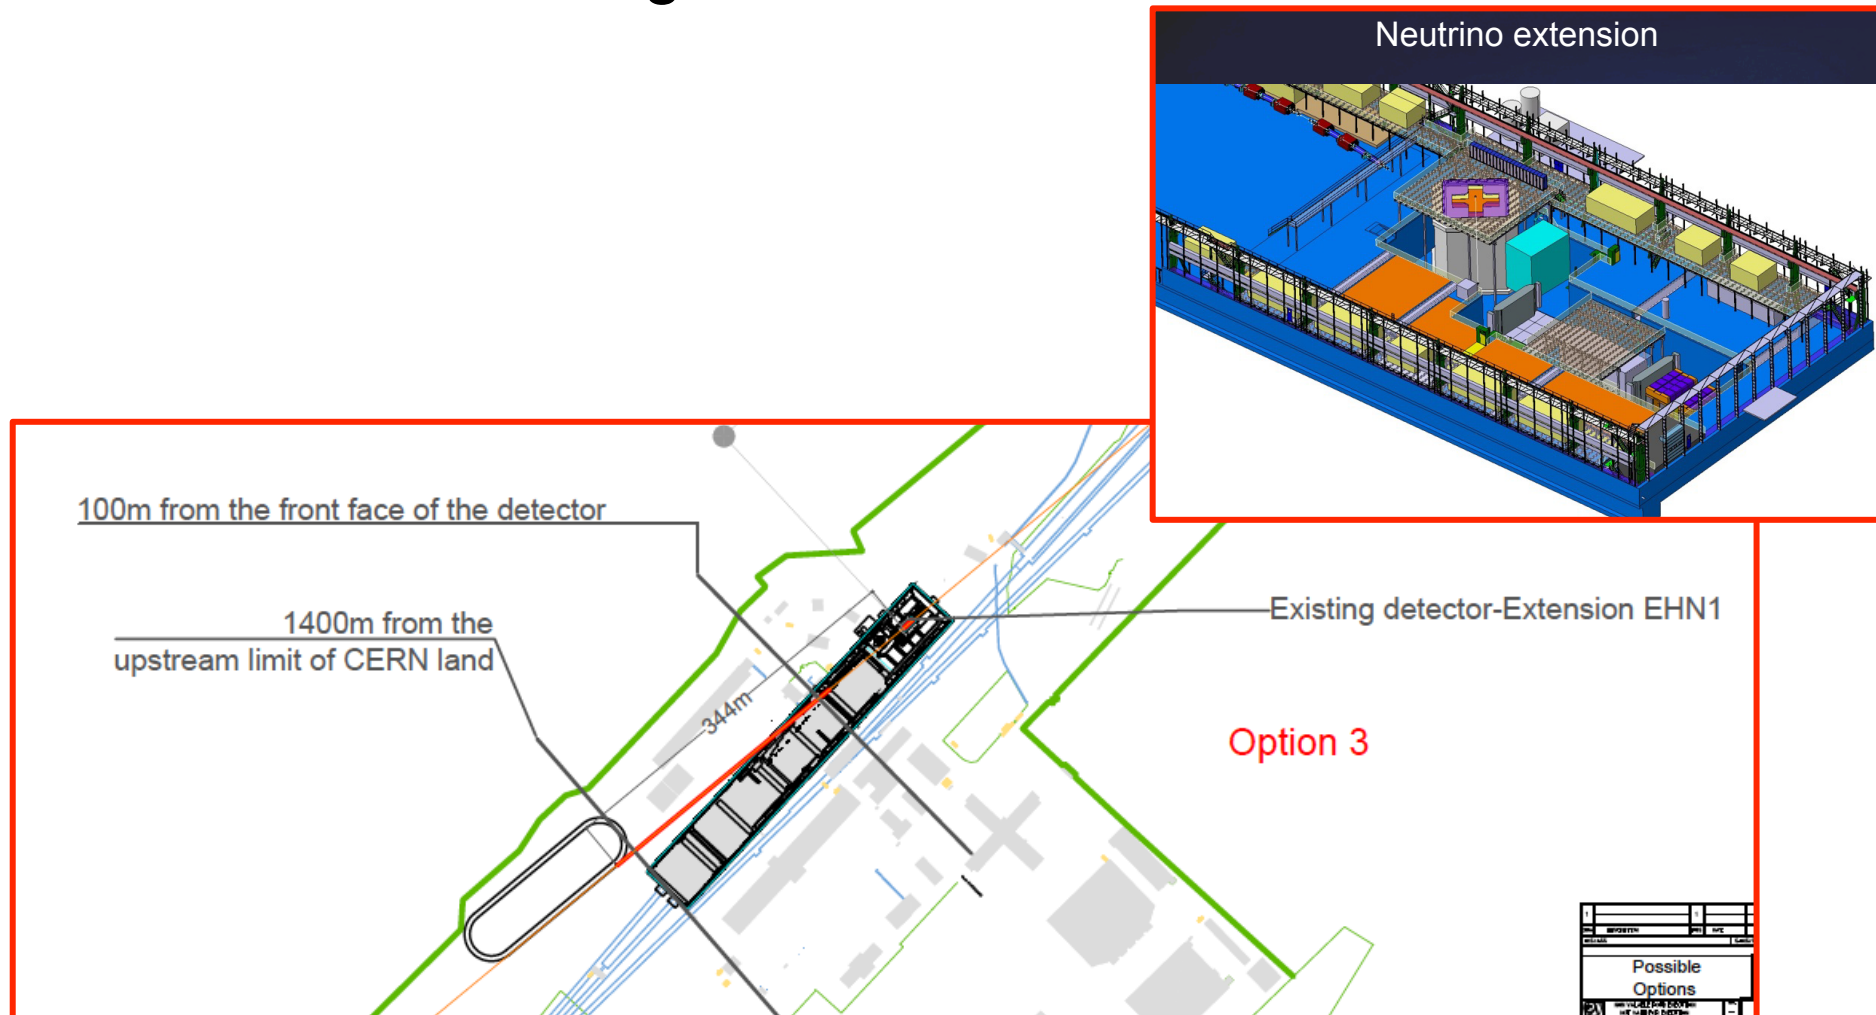 Neutrino extension
100m from the front face of the detector
1400m from the
upstream limit of CERN land
Existing detector-Extension EHN1
344m
Option 3
Possible
Options